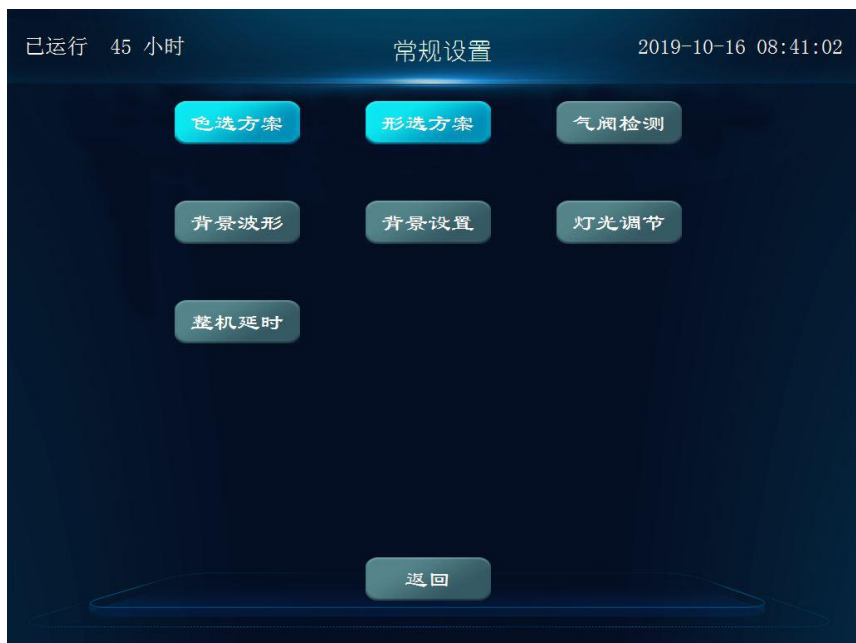 已运行 45 小时 常规设置 2019-10-16 08:41:02
色选方案 形选方案 气阀检测
背景波形 背景设置 灯光调节
整机延时
返回